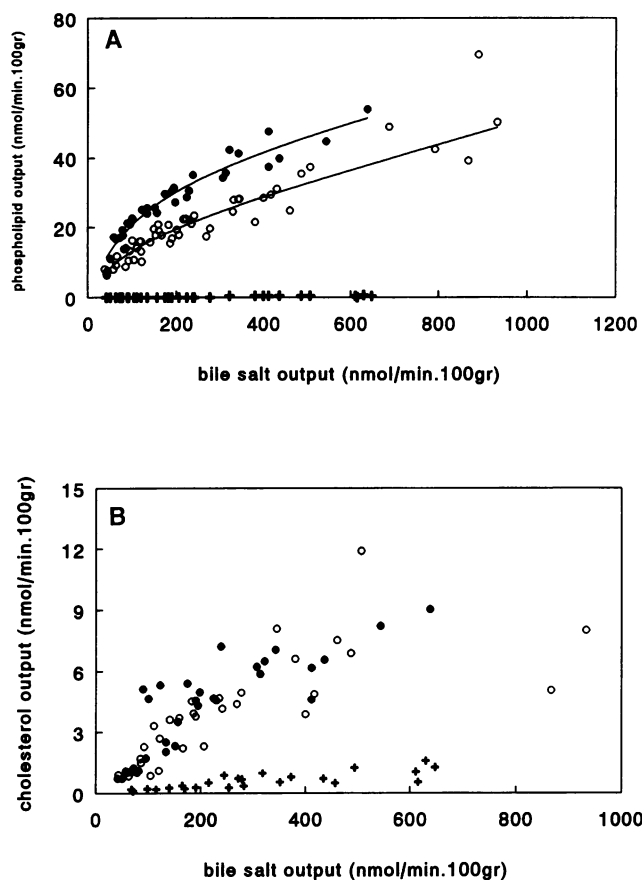 A
80
60
40
20
0
phospholipid output (nmol/min.100gr)
0 200 400 600 800 1000 1200
bile salt output (nmol/min.100gr)
B
15
12
9
6
3
0
cholesterol output (nmol/min.100gr)
0 200 400 600 800 1000
bile salt output (nmol/min.100gr)